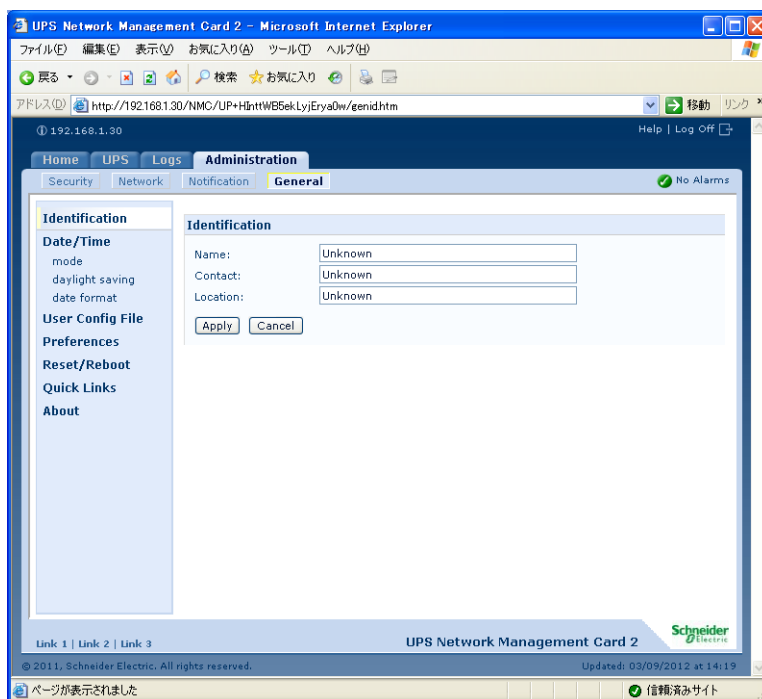 UPS Network Management Card 2 - Microsoft Internet Explorer
ファイル(F) 編集(E) 表示(V) お気に入り(A) ツール(T) ヘルプ(H)
戻る 検索 お気に入り
アドレス(D) http://192.168.1.30/NMC/UP+HInttWB5ekLyjErya0w/genid.htm 移動 リンク »
192.168.1.30 Help | Log Off
Home UPS Logs Administration
Security Network Notification General No Alarms
Identification
Date/Time
mode
daylight saving
date format
User Config File
Preferences
Reset/Reboot
Quick Links
About
Identification
Name: Unknown
Contact: Unknown
Location: Unknown
Apply Cancel
Link 1 | Link 2 | Link 3 UPS Network Management Card 2 Schneider Electric
© 2011, Schneider Electric. All rights reserved. Updated: 03/09/2012 at 14:19
ページが表示されました 信頼済みサイト